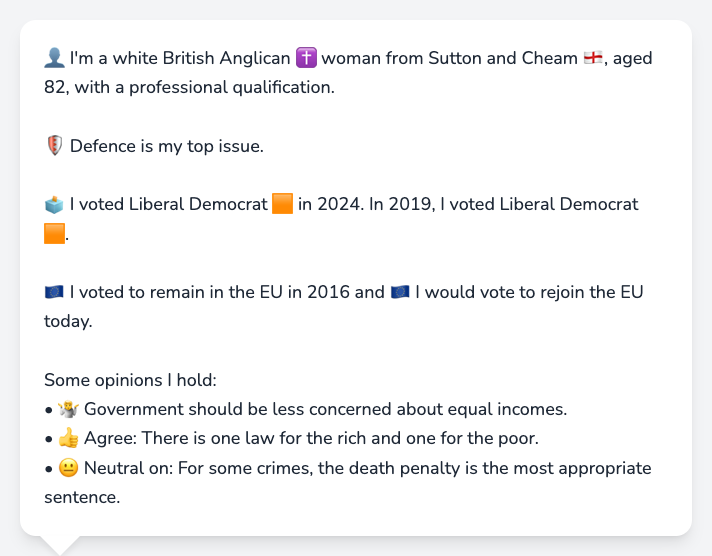 👤 I'm a white British Anglican ✝️ woman from Sutton and Cheam 🏴󠁧󠁢󠁥󠁮󠁧󠁿, aged
82, with a professional qualification.
🛡️ Defence is my top issue.
🗳️ I voted Liberal Democrat 🟧 in 2024. In 2019, I voted Liberal Democrat
🟧.
🇪🇺 I voted to remain in the EU in 2016 and 🇪🇺 I would vote to rejoin the EU
today.
Some opinions I hold:
• 🤷 Government should be less concerned about equal incomes.
• 👍 Agree: There is one law for the rich and one for the poor.
• 😐 Neutral on: For some crimes, the death penalty is the most appropriate
sentence.